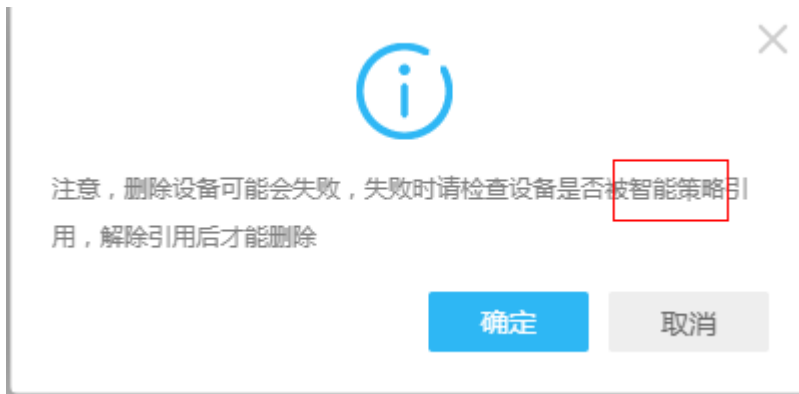 注意，删除设备可能会失败，失败时请检查设备是否被智能策略引
用，解除引用后才能删除
确定
取消